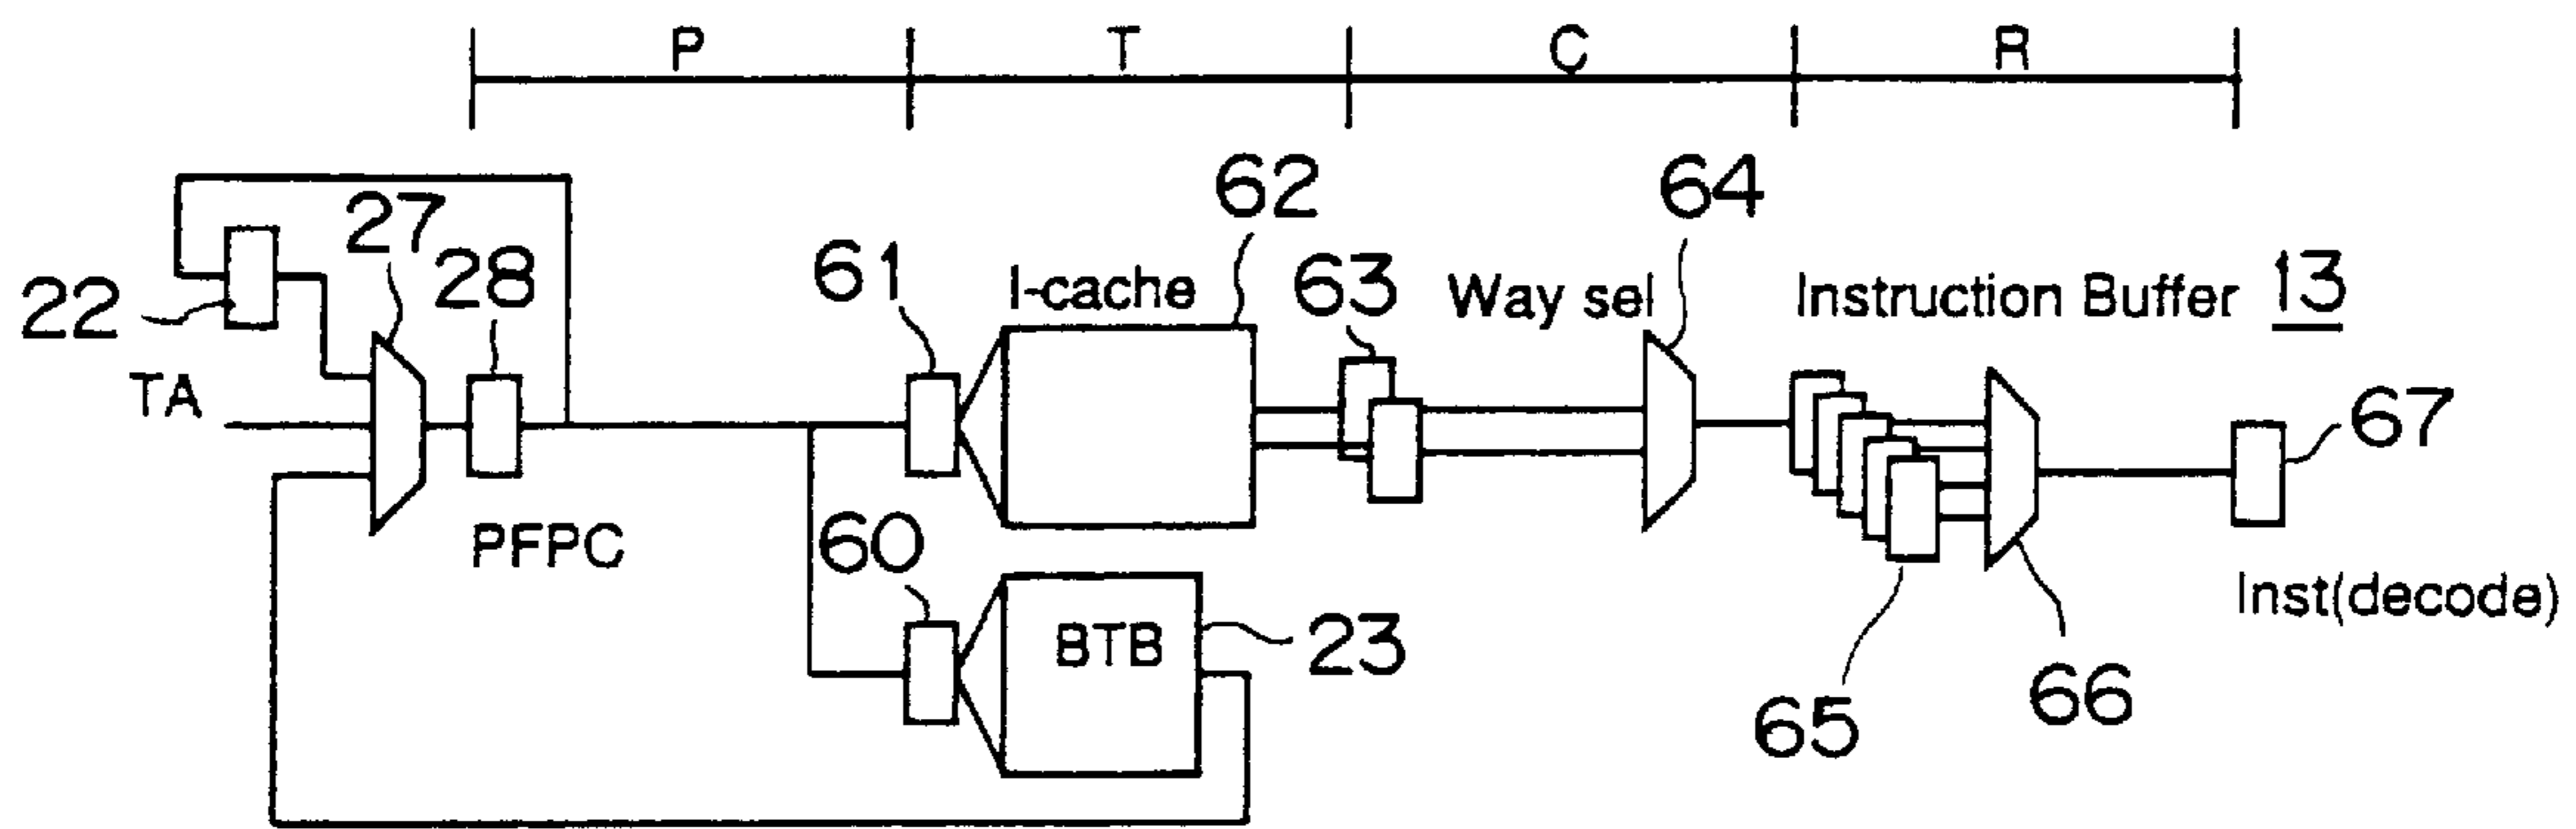 P T C R
27
64
62
61
28
63
13
22
I-cache
Way sel
Instruction Buffer
TA
67
PFPC
60
BTB
23
Inst(decode)
65
66